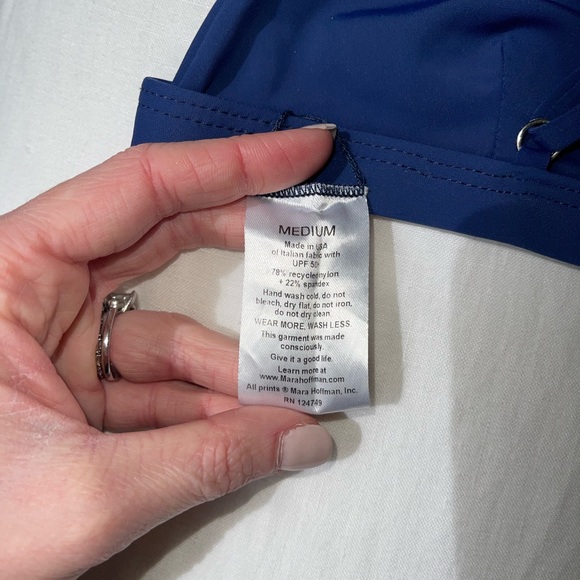 MEDIUM
Made in USA
of Italian fabric with
UPF 50+
78% recycled nylon
+ 22% spandex
Hand wash cold, do not
bleach, dry flat, do not iron,
do not dry clean.
WEAR MORE. WASH LESS.
This garment was made
consciously.
Give it a good life.
Learn more at
www.Marahoffman.com
All prints ® Mara Hoffman, Inc.
RN 124749